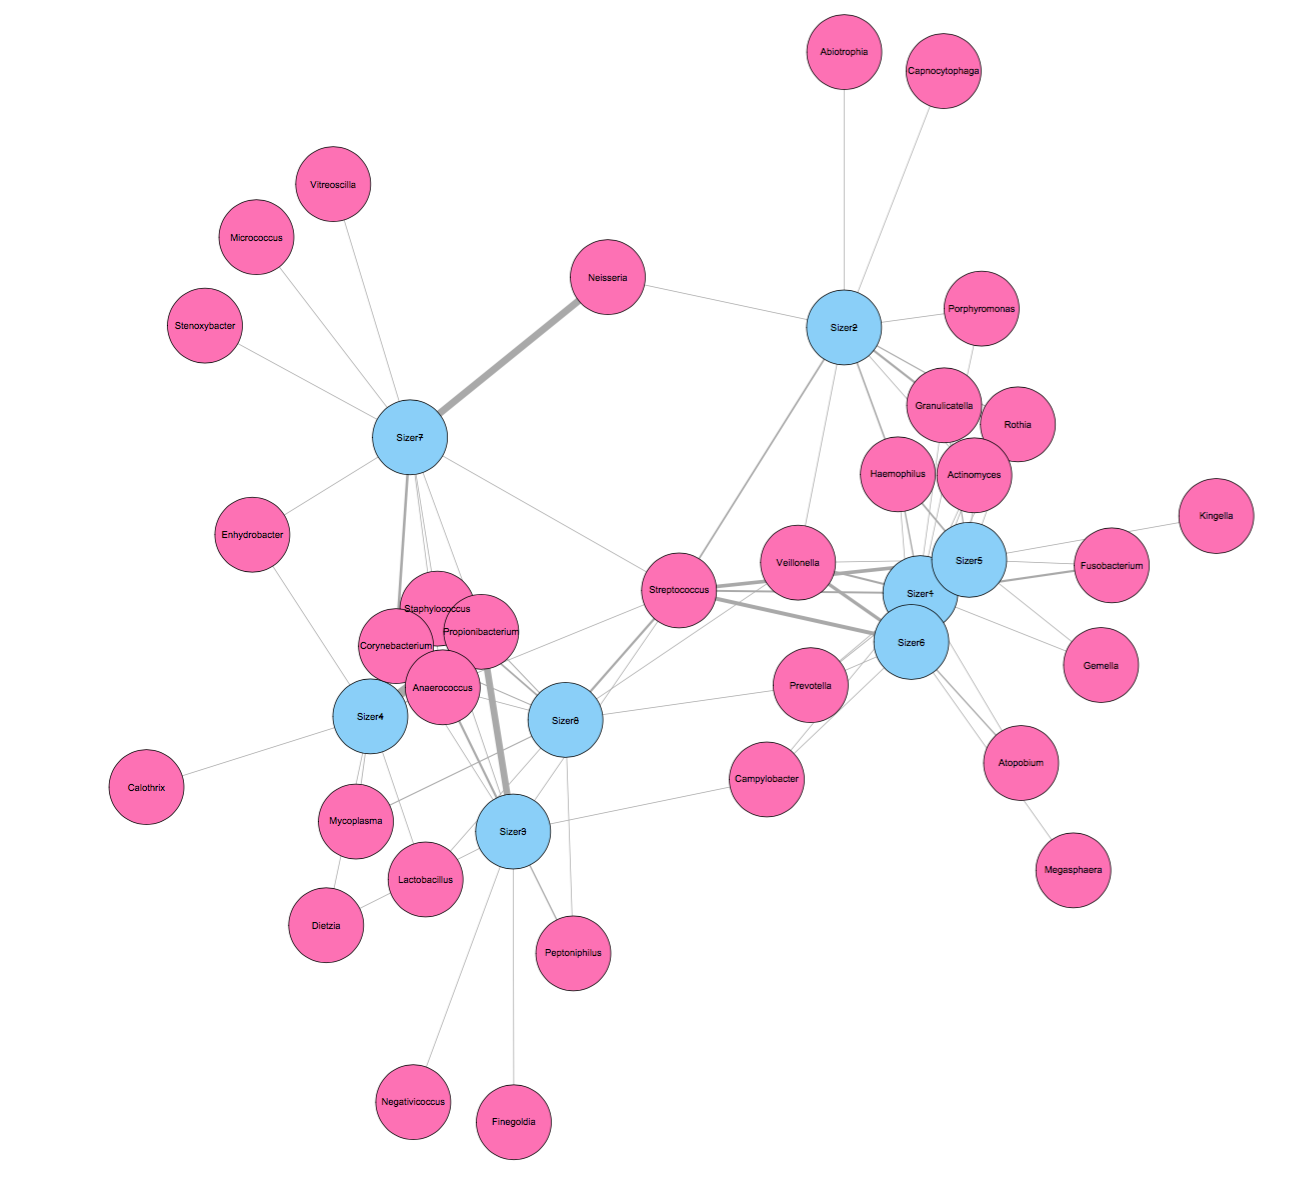 Abiotrophia
Capnocytophaga
Vitreoscilla
Micrococcus
Neisseria
Porphyromonas
Stenoxybacter
Sizer2
Granulicatella
Rothia
Sizer7
Haemophilus
Actinomyces
Kingella
Enhydrobacter
Veillonella
Sizer5
Fusobacterium
Streptococcus
Sizer1
Staphylococcus
Propionibacterium
Corynebacterium
Sizer6
Gemella
Anaerococcus
Prevotella
Sizer4
Sizer8
Atopobium
Campylobacter
Calothrix
Mycoplasma
Sizer3
Megasphaera
Lactobacillus
Dietzia
Peptoniphilus
Negativicoccus
Finegoldia